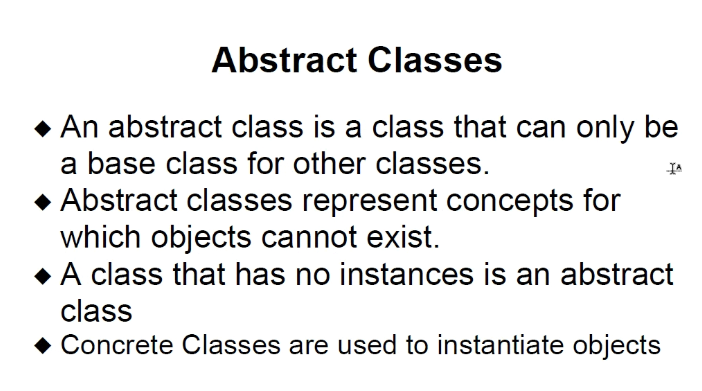 Abstract Classes
◆ An abstract class is a class that can only be
a base class for other classes.
◆ Abstract classes represent concepts for
which objects cannot exist.
◆ A class that has no instances is an abstract
class
◆ Concrete Classes are used to instantiate objects